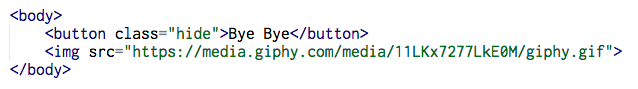 <body>
<button class="hide">Bye Bye</button>
<img src="https://media.giphy.com/media/11LKx7277LkE0M/giphy.gif">
</body>